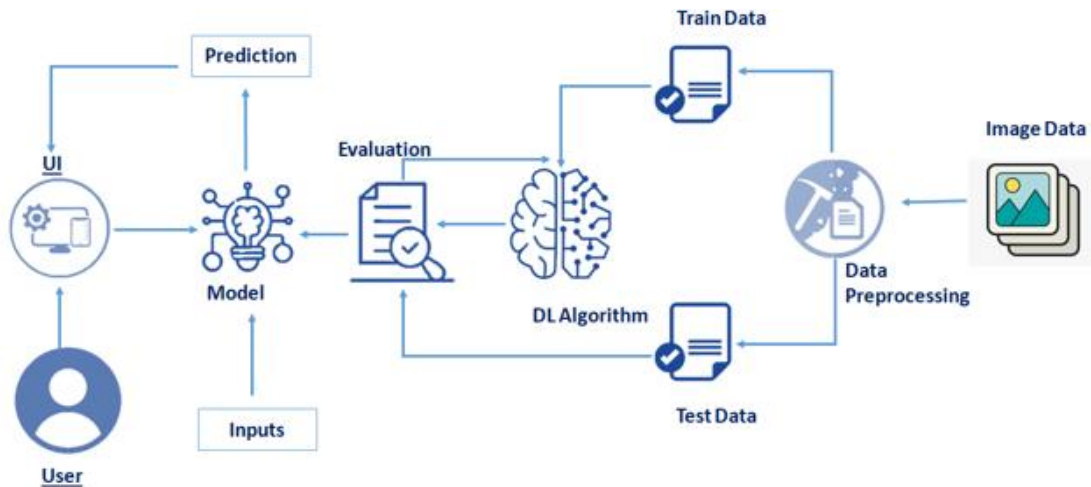 Train Data
Prediction
Image Data
Evaluation
UI
Model
Data
Preprocessing
DL Algorithm
Test Data
Inputs
User